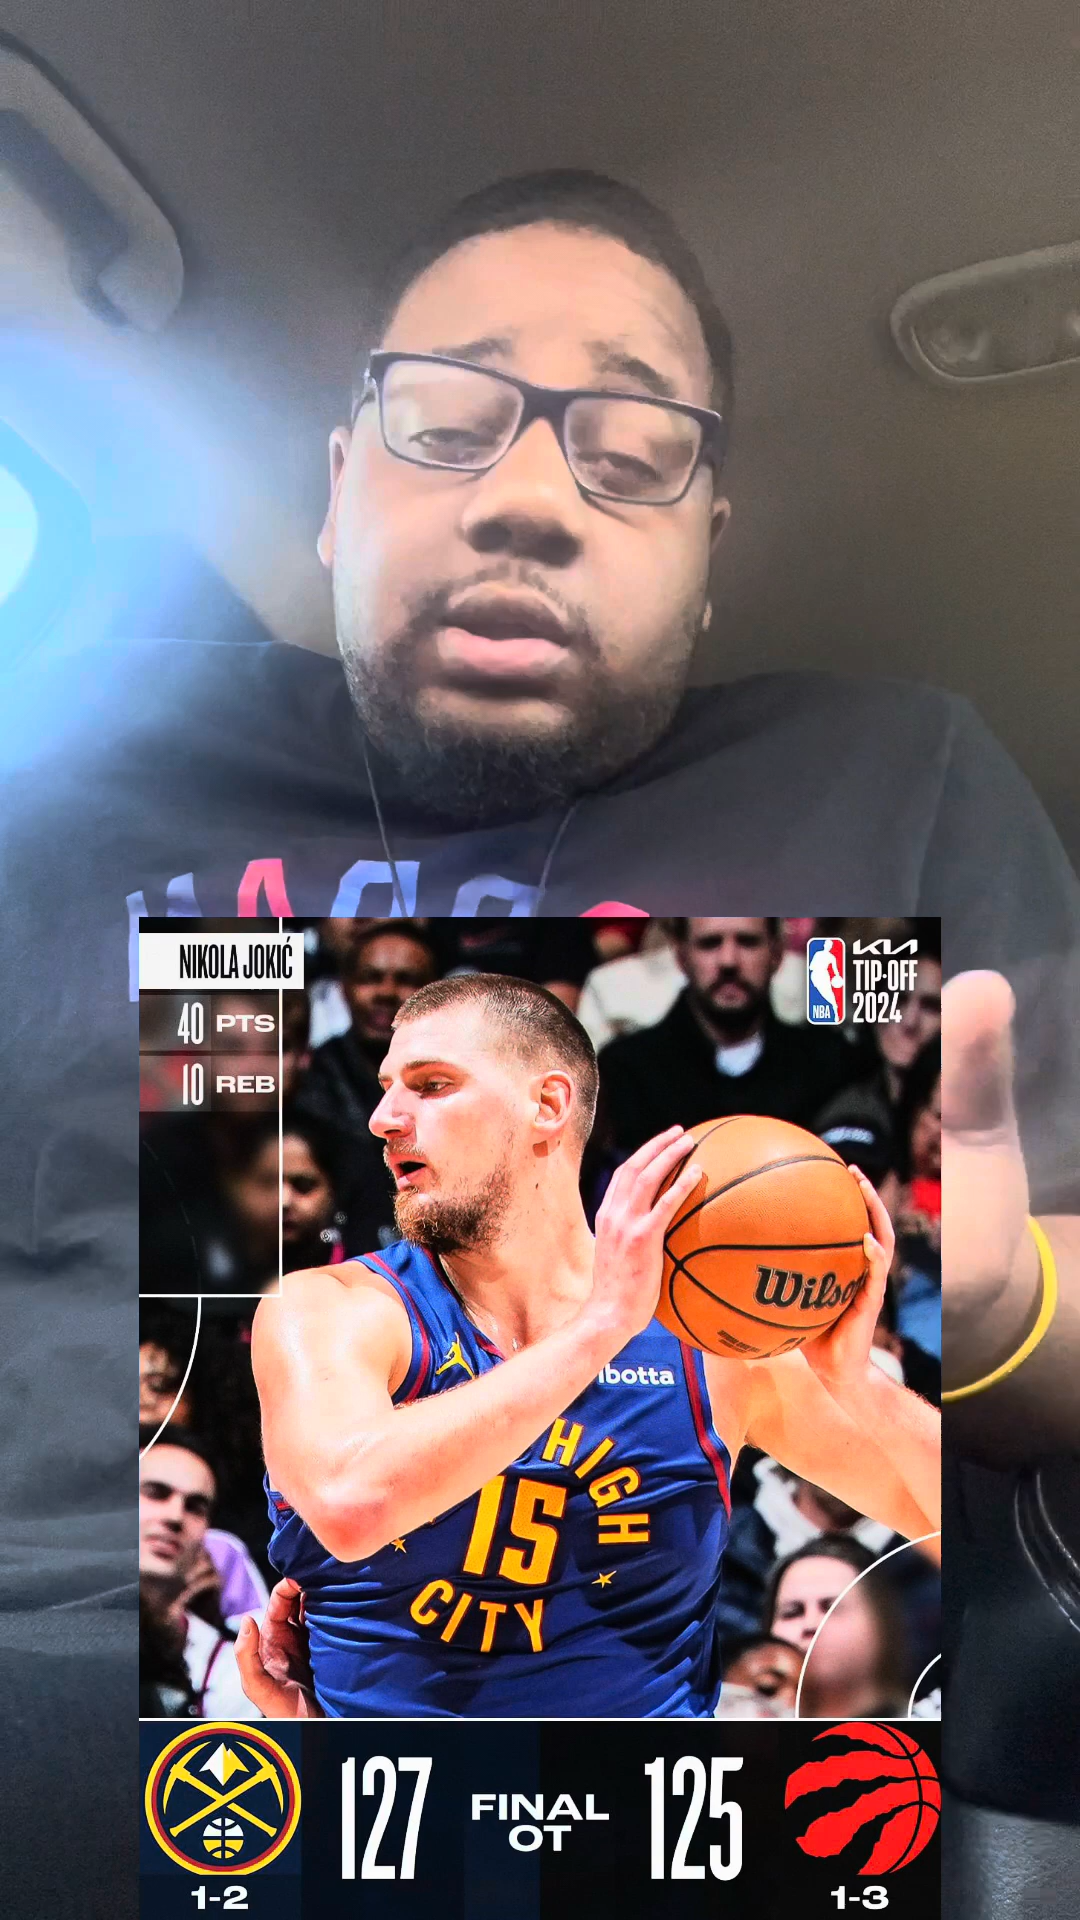 NIKOLA JOKIĆ
40 PTS
10 REB
NBA
KIA
TIP-OFF
2024
Wilson
ibotta
HIGH
15
CITY
127
FINAL
OT
125
1-2
1-3